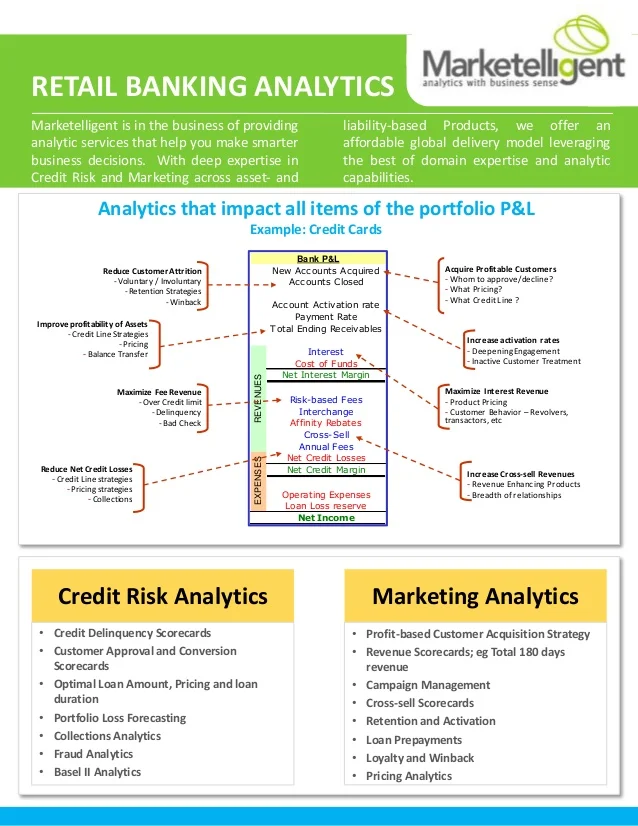 Marketelligent
analytics with business sense
RETAIL BANKING ANALYTICS
Marketelligent is in the business of providing
analytic services that help you make smarter
business decisions. With deep expertise in
Credit Risk and Marketing across asset- and
liability-based Products, we offer an
affordable global delivery model leveraging
the best of domain expertise and analytic
capabilities.
Analytics that impact all items of the portfolio P&L
Example: Credit Cards
Reduce Customer Attrition
- Voluntary / Involuntary
- Retention Strategies
- Winback
Improve profitability of Assets
- Credit Line Strategies
- Pricing
- Balance Transfer
Maximize Fee Revenue
- Over Credit limit
- Delinquency
- Bad Check
Reduce Net Credit Losses
- Credit Line strategies
- Pricing strategies
- Collections
Bank P&L
New Accounts Acquired
Accounts Closed
Account Activation rate
Payment Rate
Total Ending Receivables
REVENUES
Interest
Cost of Funds
Net Interest Margin
Risk-based Fees
Interchange
Affinity Rebates
Cross-Sell
Annual Fees
EXPENSES
Net Credit Losses
Net Credit Margin
Operating Expenses
Loan Loss reserve
Net Income
Acquire Profitable Customers
- Whom to approve/decline?
- What Pricing?
- What Credit Line ?
Increase activation rates
- Deepening Engagement
- Inactive Customer Treatment
Maximize Interest Revenue
- Product Pricing
- Customer Behavior – Revolvers,
transactors, etc
Increase Cross-sell Revenues
- Revenue Enhancing Products
- Breadth of relationships
Credit Risk Analytics
• Credit Delinquency Scorecards
• Customer Approval and Conversion
Scorecards
• Optimal Loan Amount, Pricing and loan
duration
• Portfolio Loss Forecasting
• Collections Analytics
• Fraud Analytics
• Basel II Analytics
Marketing Analytics
• Profit-based Customer Acquisition Strategy
• Revenue Scorecards; eg Total 180 days
revenue
• Campaign Management
• Cross-sell Scorecards
• Retention and Activation
• Loan Prepayments
• Loyalty and Winback
• Pricing Analytics